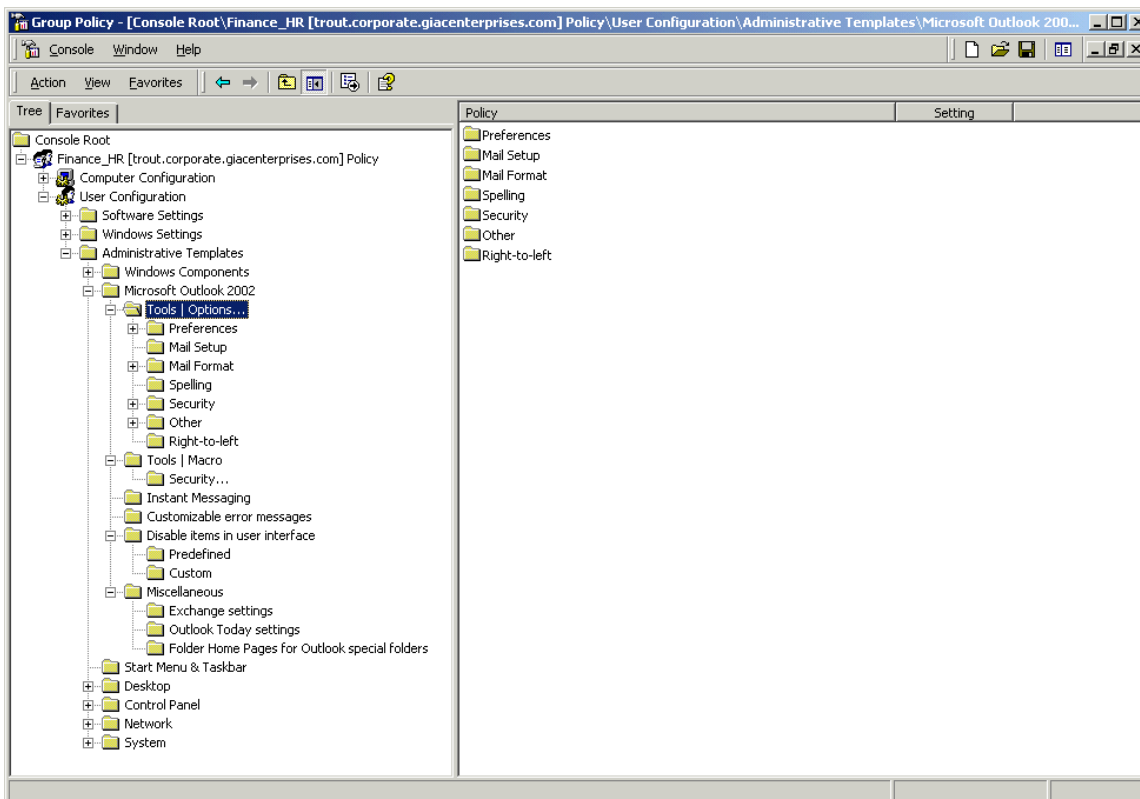 Group Policy - [Console Root\Finance_HR [trout.corporate.giacenterprises.com] Policy\User Configuration\Administrative Templates\Microsoft Outlook 200...
Console Window Help
Action View Favorites
Tree Favorites
Console Root
Finance_HR [trout.corporate.giacenterprises.com] Policy
Computer Configuration
User Configuration
Software Settings
Windows Settings
Administrative Templates
Windows Components
Microsoft Outlook 2002
Tools | Options...
Preferences
Mail Setup
Mail Format
Spelling
Security
Other
Right-to-left
Tools | Macro
Security...
Instant Messaging
Customizable error messages
Disable items in user interface
Predefined
Custom
Miscellaneous
Exchange settings
Outlook Today settings
Folder Home Pages for Outlook special folders
Start Menu & Taskbar
Desktop
Control Panel
Network
System
Policy Setting
Preferences
Mail Setup
Mail Format
Spelling
Security
Other
Right-to-left